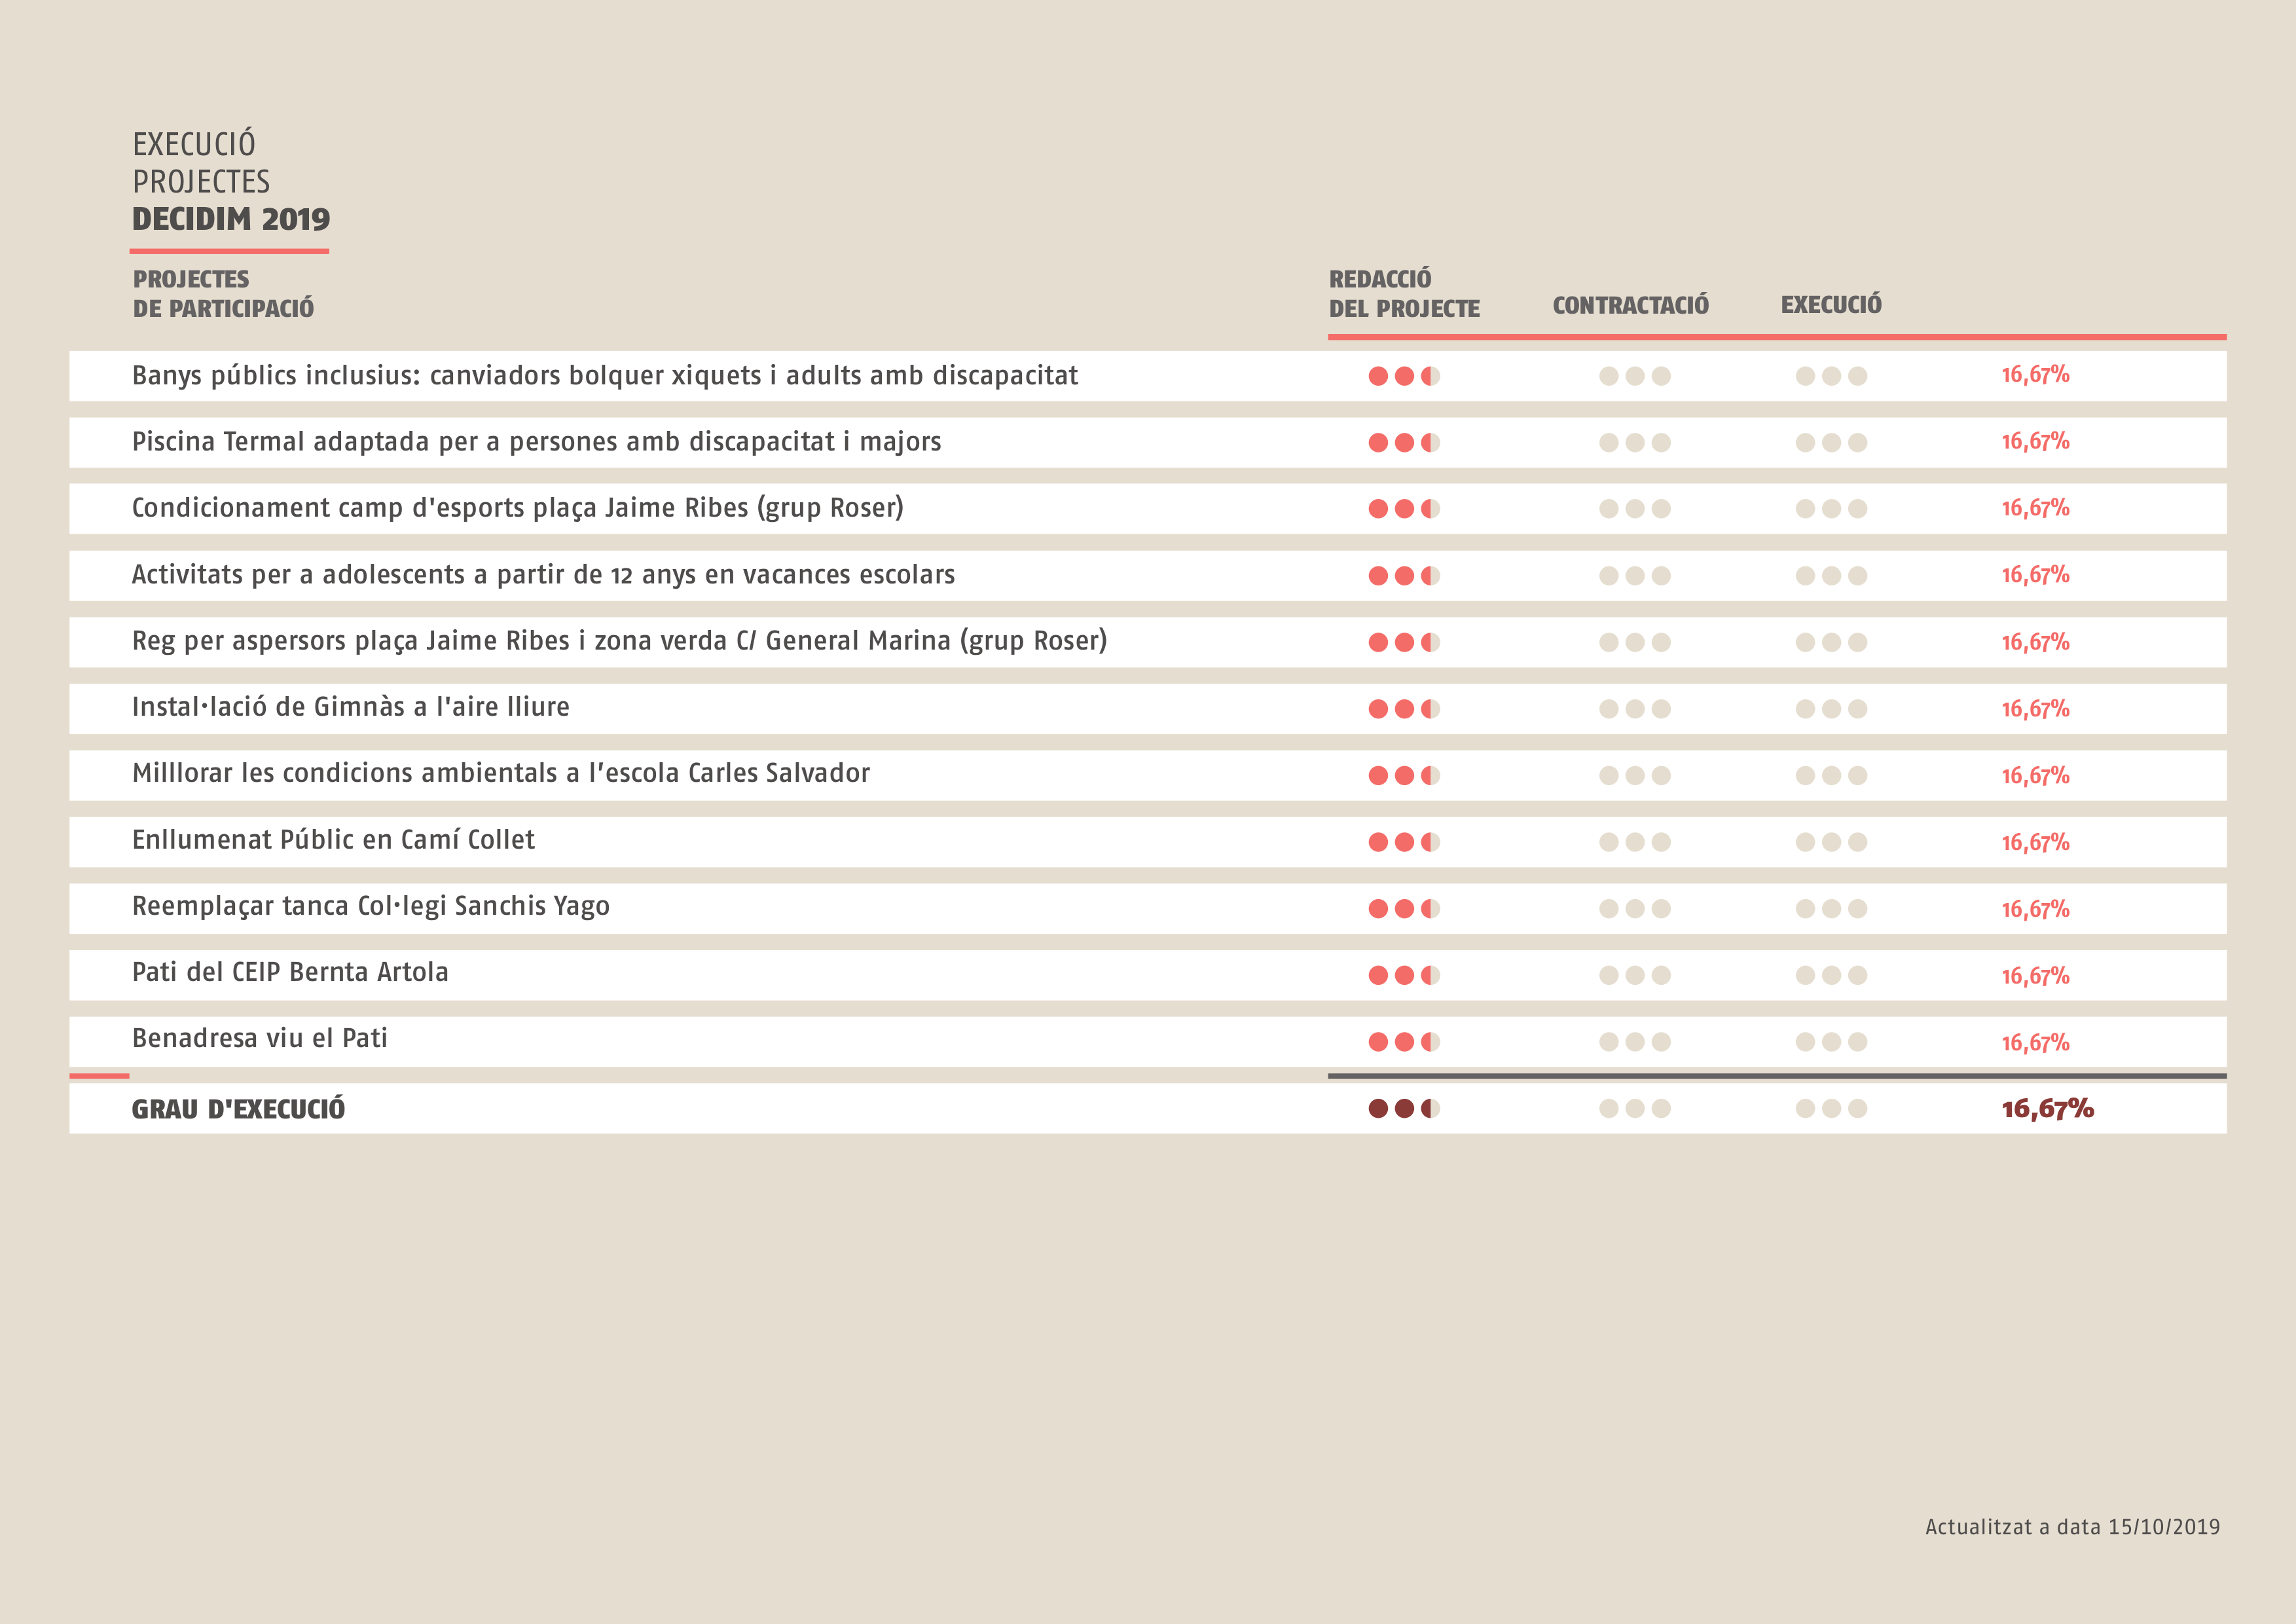 EXECUCIÓ
PROJECTES
DECIDIM 2019
PROJECTES
DE PARTICIPACIÓ
REDACCIÓ
DEL PROJECTE
CONTRACTACIÓ
EXECUCIÓ
Banys públics inclusius: canviadors bolquer xiquets i adults amb discapacitat 16,67%
Piscina Termal adaptada per a persones amb discapacitat i majors 16,67%
Condicionament camp d'esports plaça Jaime Ribes (grup Roser) 16,67%
Activitats per a adolescents a partir de 12 anys en vacances escolars 16,67%
Reg per aspersors plaça Jaime Ribes i zona verda C/ General Marina (grup Roser) 16,67%
Instal·lació de Gimnàs a l'aire lliure 16,67%
Milllorar les condicions ambientals a l’escola Carles Salvador 16,67%
Enllumenat Públic en Camí Collet 16,67%
Reemplaçar tanca Col·legi Sanchis Yago 16,67%
Pati del CEIP Bernta Artola 16,67%
Benadresa viu el Pati 16,67%
GRAU D'EXECUCIÓ 16,67%
Actualitzat a data 15/10/2019